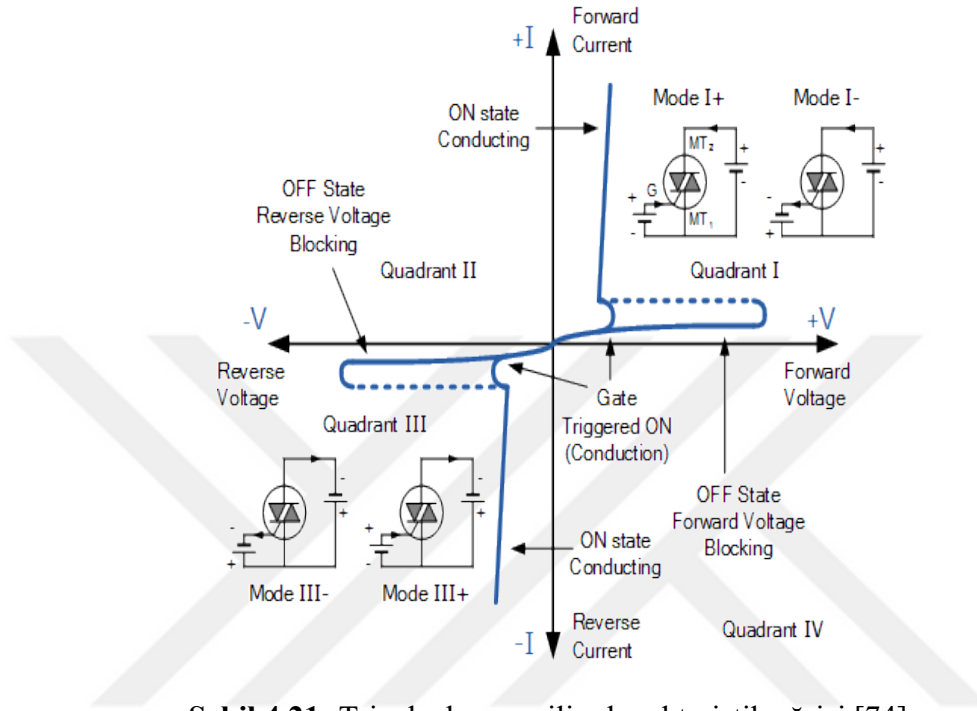 Forward
Current
+I
ON state
Conducting
Mode I+
Mode I-
MT2
+
-
G
+
-
MT1
+
-
-
+
OFF State
Reverse Voltage
Blocking
Quadrant II
Quadrant I
-V
+V
Reverse
Voltage
Forward
Voltage
Gate
Triggered ON
(Conduction)
Quadrant III
OFF State
Forward Voltage
Blocking
-
+
-
+
-
+
+
-
ON state
Conducting
Mode III-
Mode III+
-I
Reverse
Current
Quadrant IV